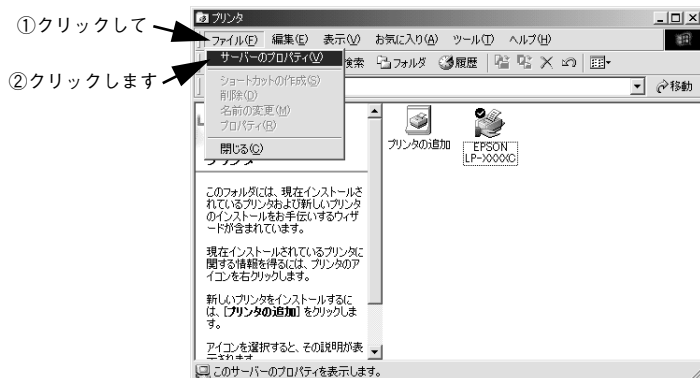 プリンタ
①クリックして
ファイル(F) 編集(E) 表示(V) お気に入り(A) ツール(T) ヘルプ(H)
②クリックします
サーバーのプロパティ(V)
検索 フォルダ 履歴
ショートカットの作成(S)
削除(D)
名前の変更(M)
プロパティ(R)
閉じる(C)
移動
プリンタ
プリンタの追加
EPSON
LP-XXXXC
このフォルダには、現在インストールさ
れているプリンタおよび新しいプリンタ
のインストールをお手伝いするウィザ
ードが含まれています。
現在インストールされているプリンタに
関する情報を得るには、プリンタのア
イコンを右クリックします。
新しいプリンタをインストールするに
は、[プリンタの追加] をクリックしま
す。
アイコンを選択すると、その説明が表
示されます。
このサーバーのプロパティを表示します。